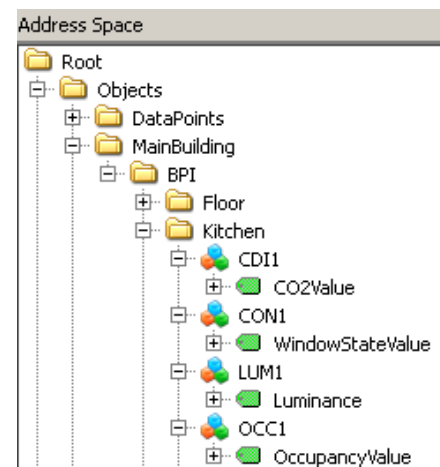 Address Space
Root
Objects
DataPoints
MainBuilding
BPI
Floor
Kitchen
CDI1
CO2Value
CON1
WindowStateValue
LUM1
Luminance
OCC1
OccupancyValue